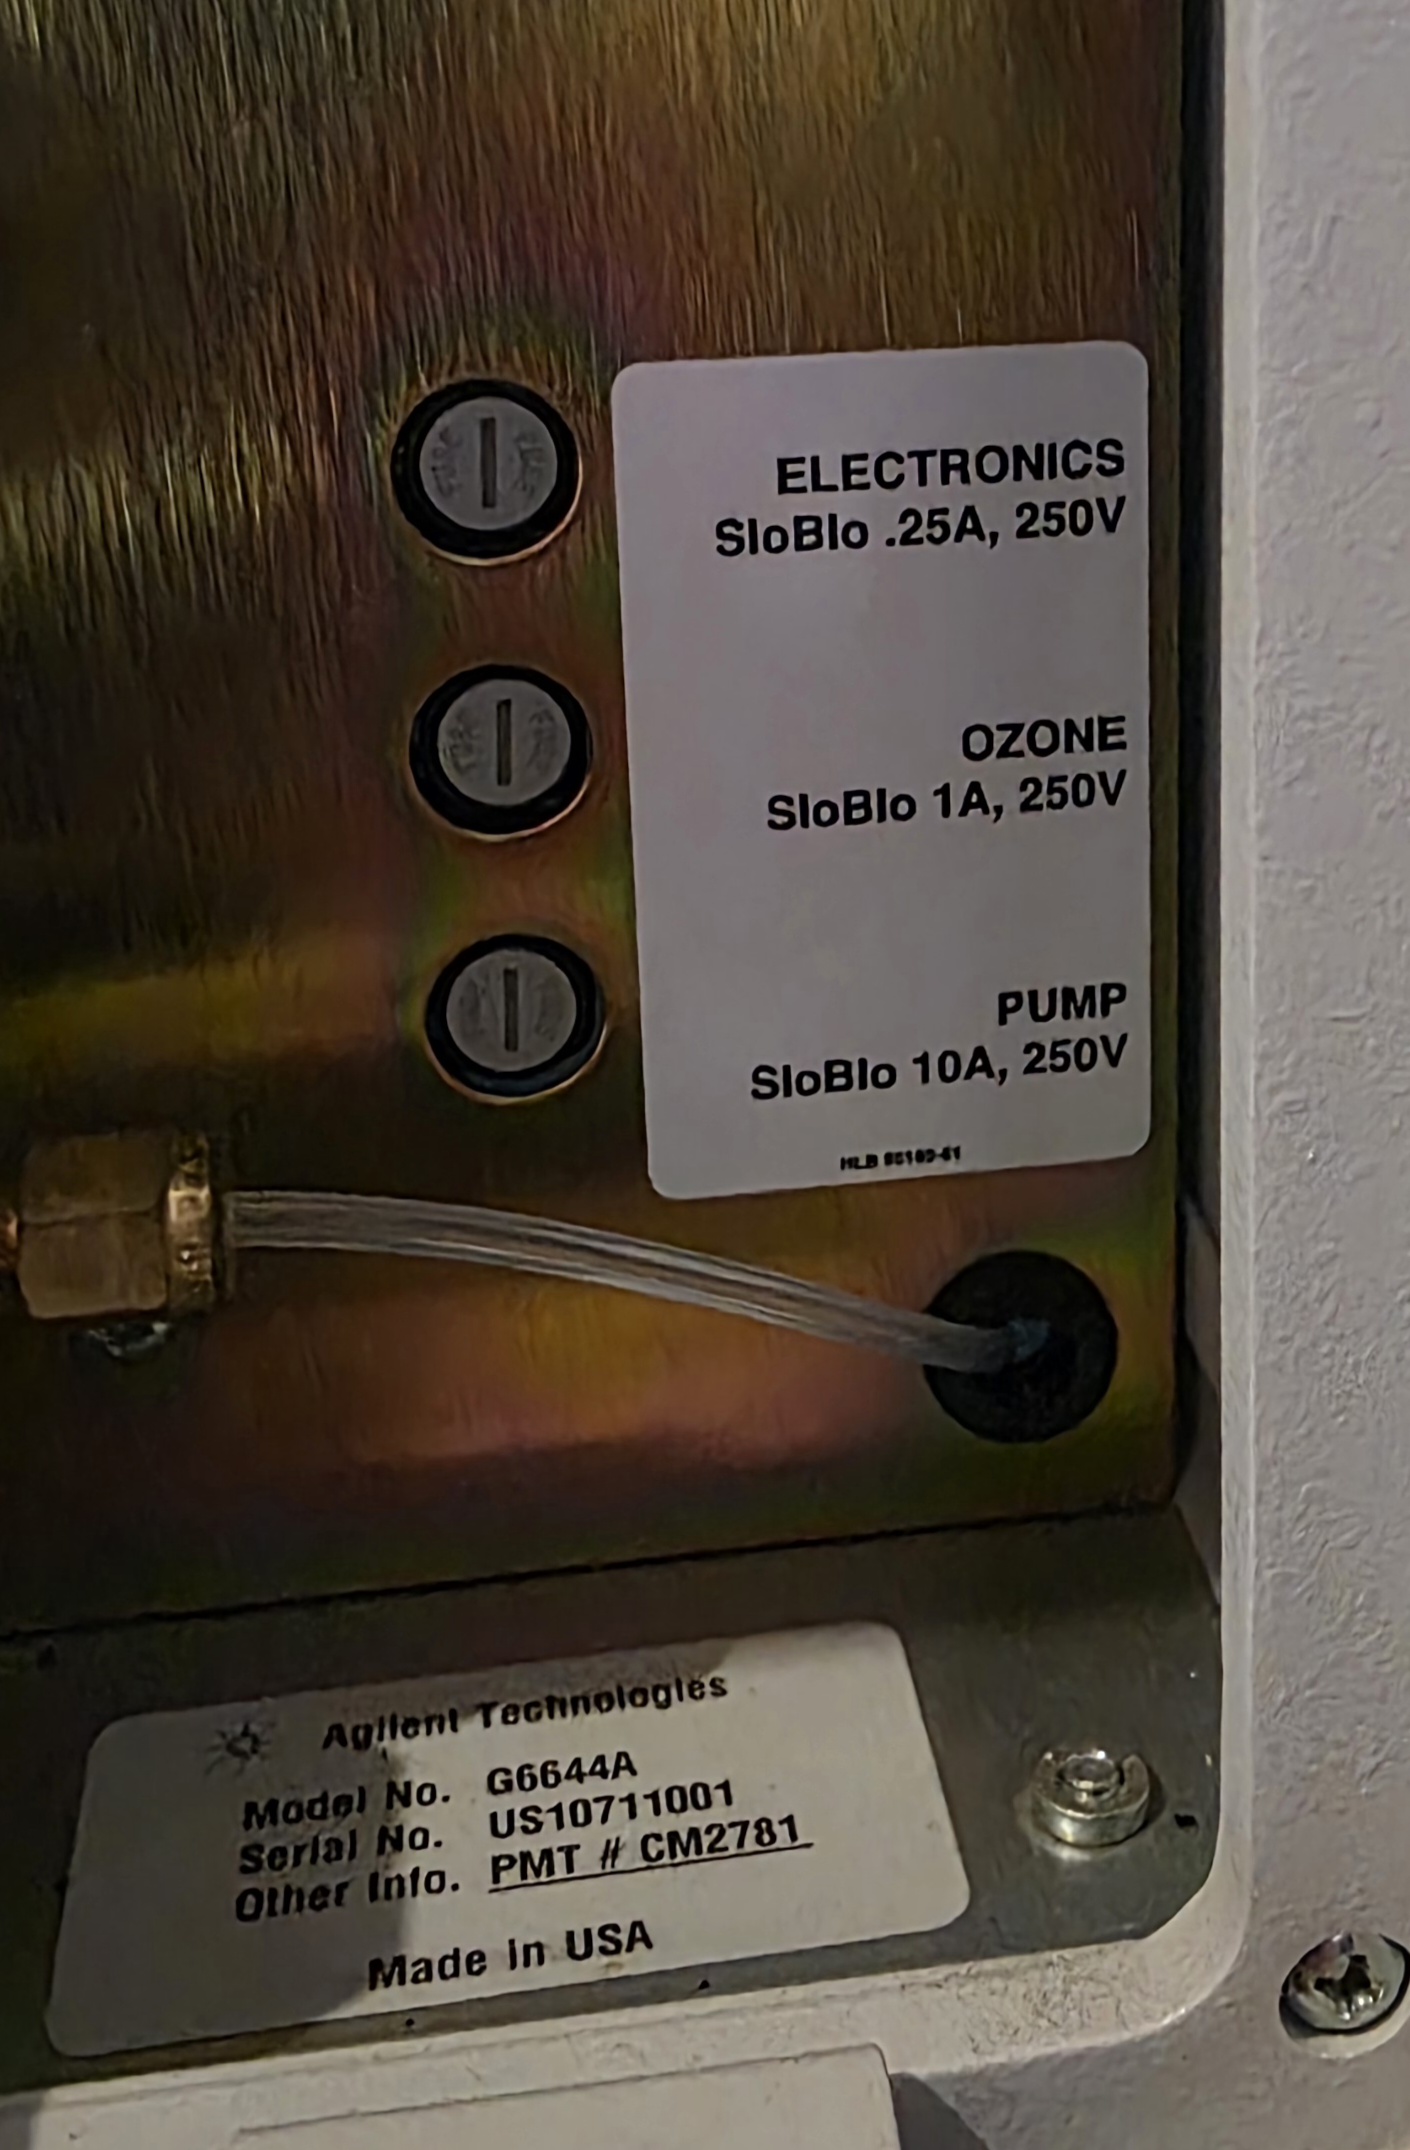 ELECTRONICS
SloBlo .25A, 250V
OZONE
SloBlo 1A, 250V
PUMP
SloBlo 10A, 250V
HLB
Agilent Technologies
Model No. G6644A
Serial No. US10711001
Other Info. PMT # CM2781
Made in USA